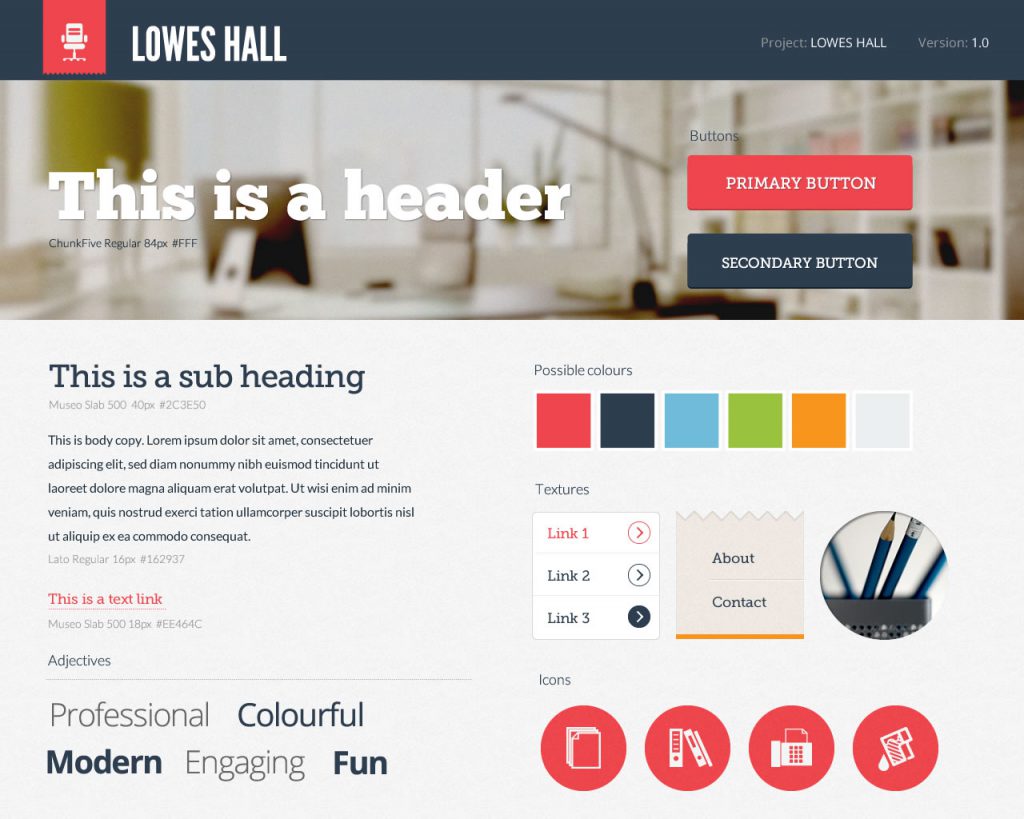 LOWES HALL
Project: LOWES HALL
Version: 1.0
This is a header
ChunkFive Regular 84px #FFF
Buttons
PRIMARY BUTTON
SECONDARY BUTTON
This is a sub heading
Museo Slab 500 40px #2C3E50
This is body copy. Lorem ipsum dolor sit amet, consectetuer
adipiscing elit, sed diam nonummy nibh euismod tincidunt ut
laoreet dolore magna aliquam erat volutpat. Ut wisi enim ad minim
veniam, quis nostrud exerci tation ullamcorper suscipit lobortis nisl
ut aliquip ex ea commodo consequat.
Lato Regular 16px #162937
This is a text link
Museo Slab 500 18px #EE464C
Adjectives
Professional Colourful
Modern Engaging Fun
Possible colours
Textures
Link 1
Link 2
Link 3
About
Contact
Icons